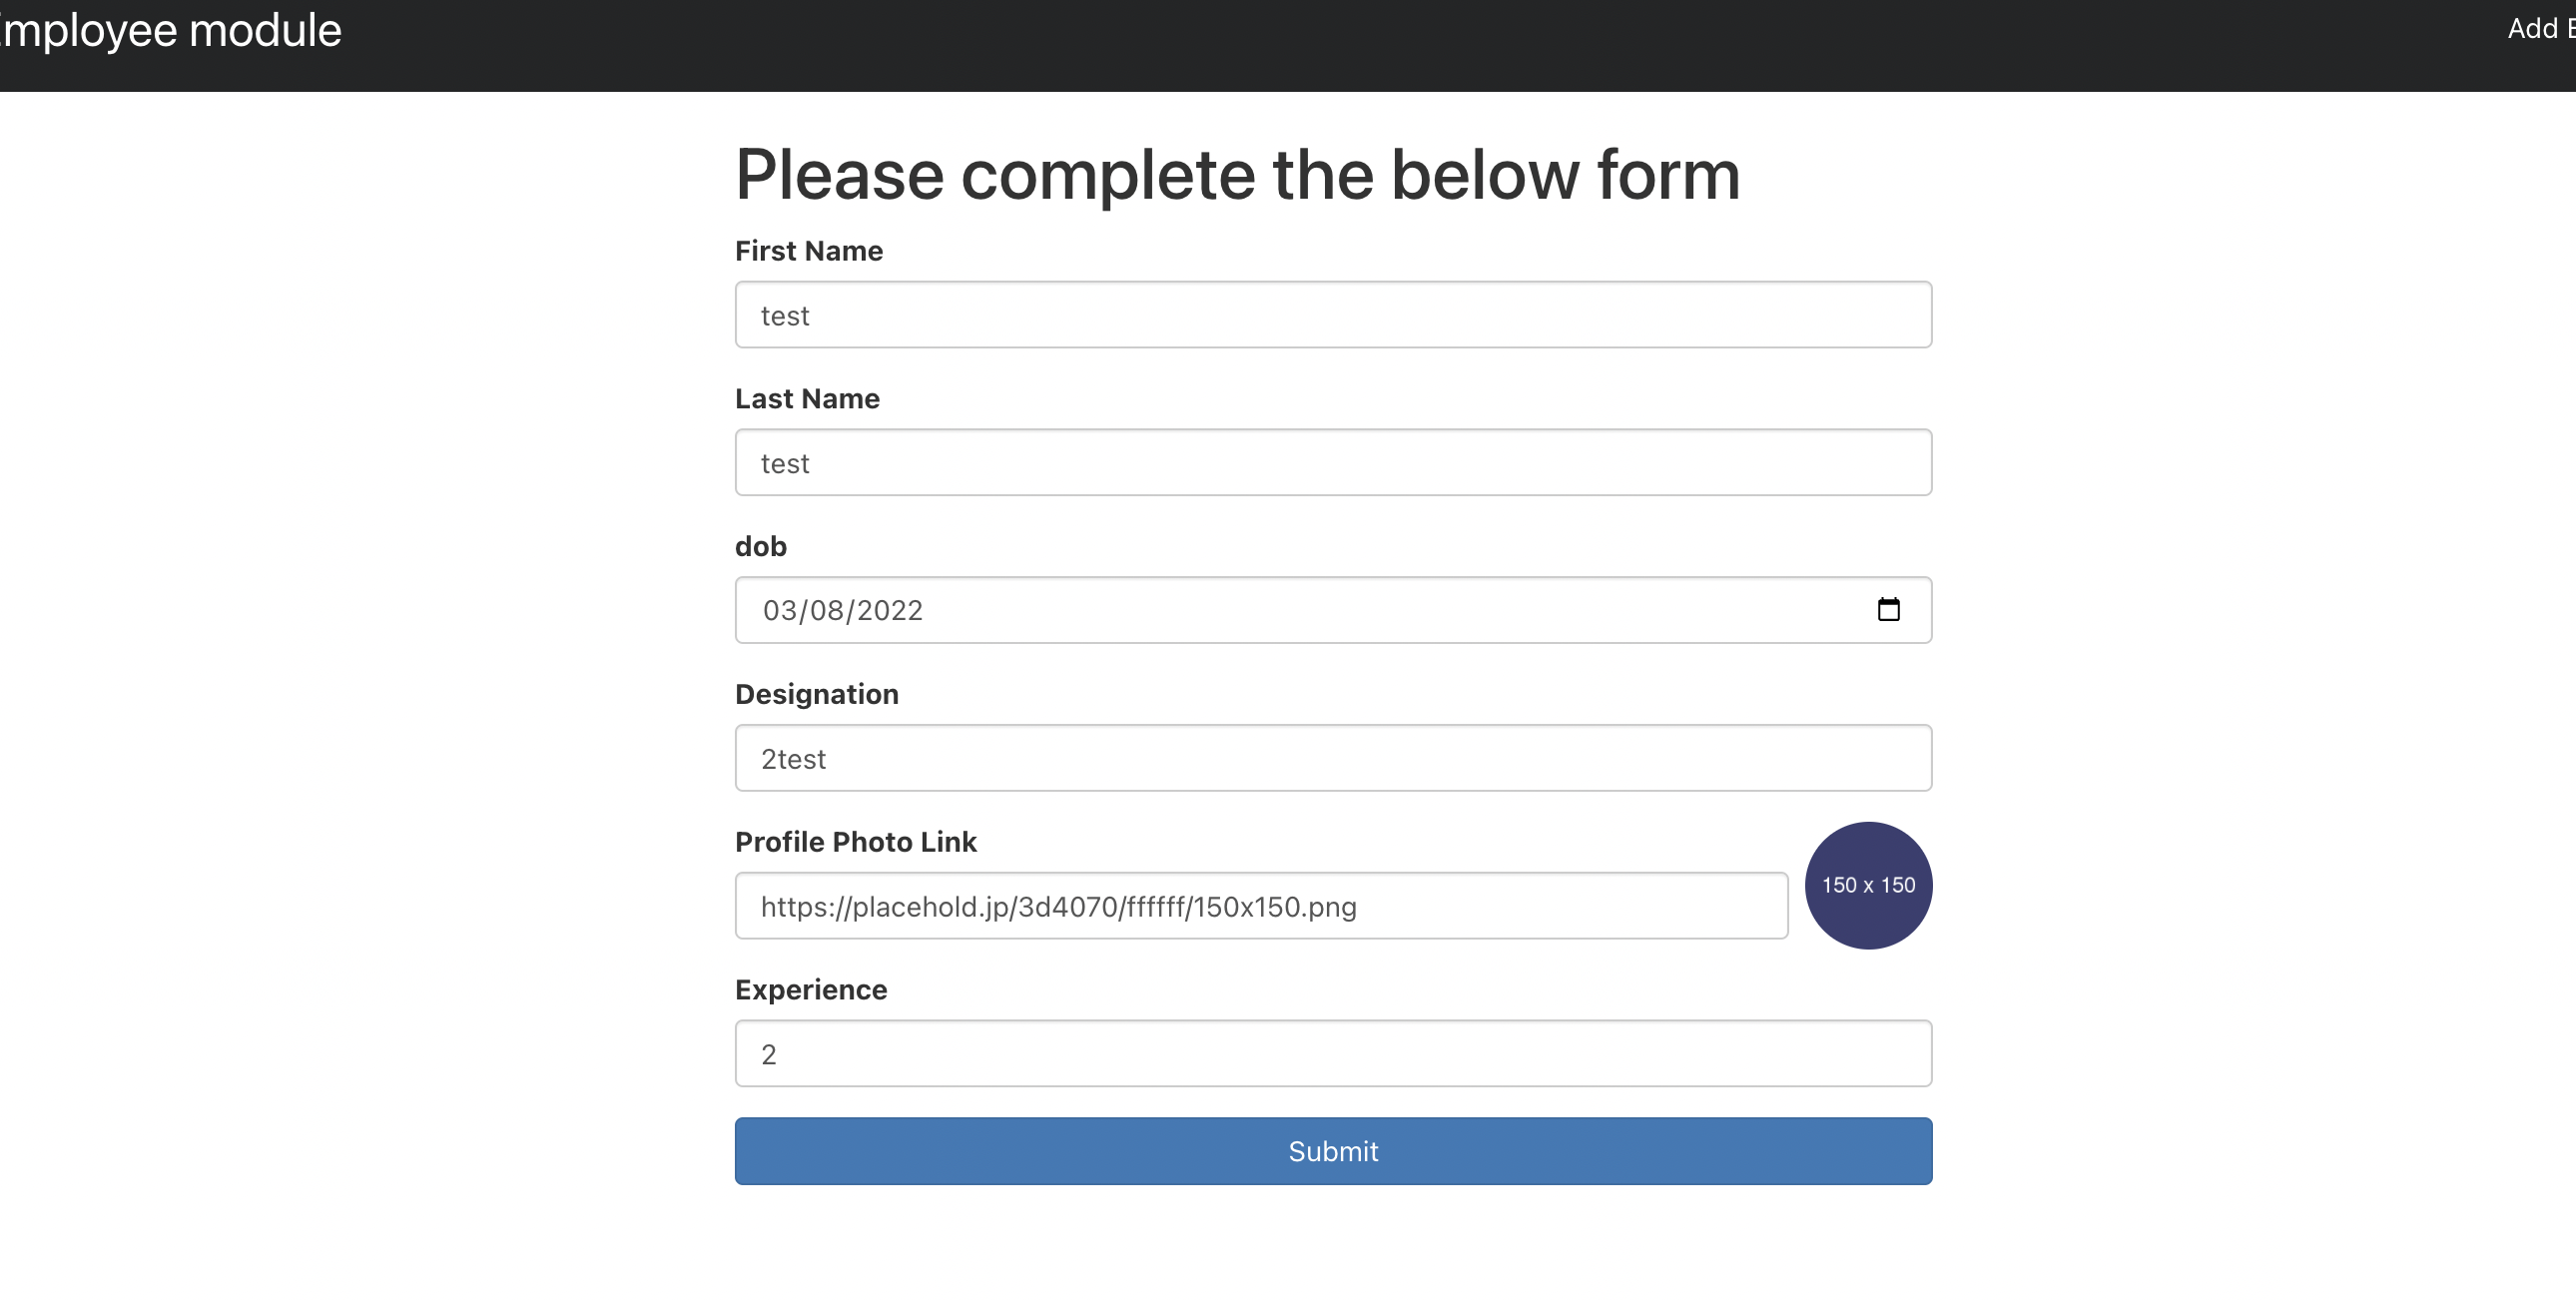 mployee module
Add
Please complete the below form
First Name
test
Last Name
test
dob
03/08/2022
Designation
2test
Profile Photo Link
https://placehold.jp/3d4070/ffffff/150x150.png
150 x 150
Experience
2
Submit